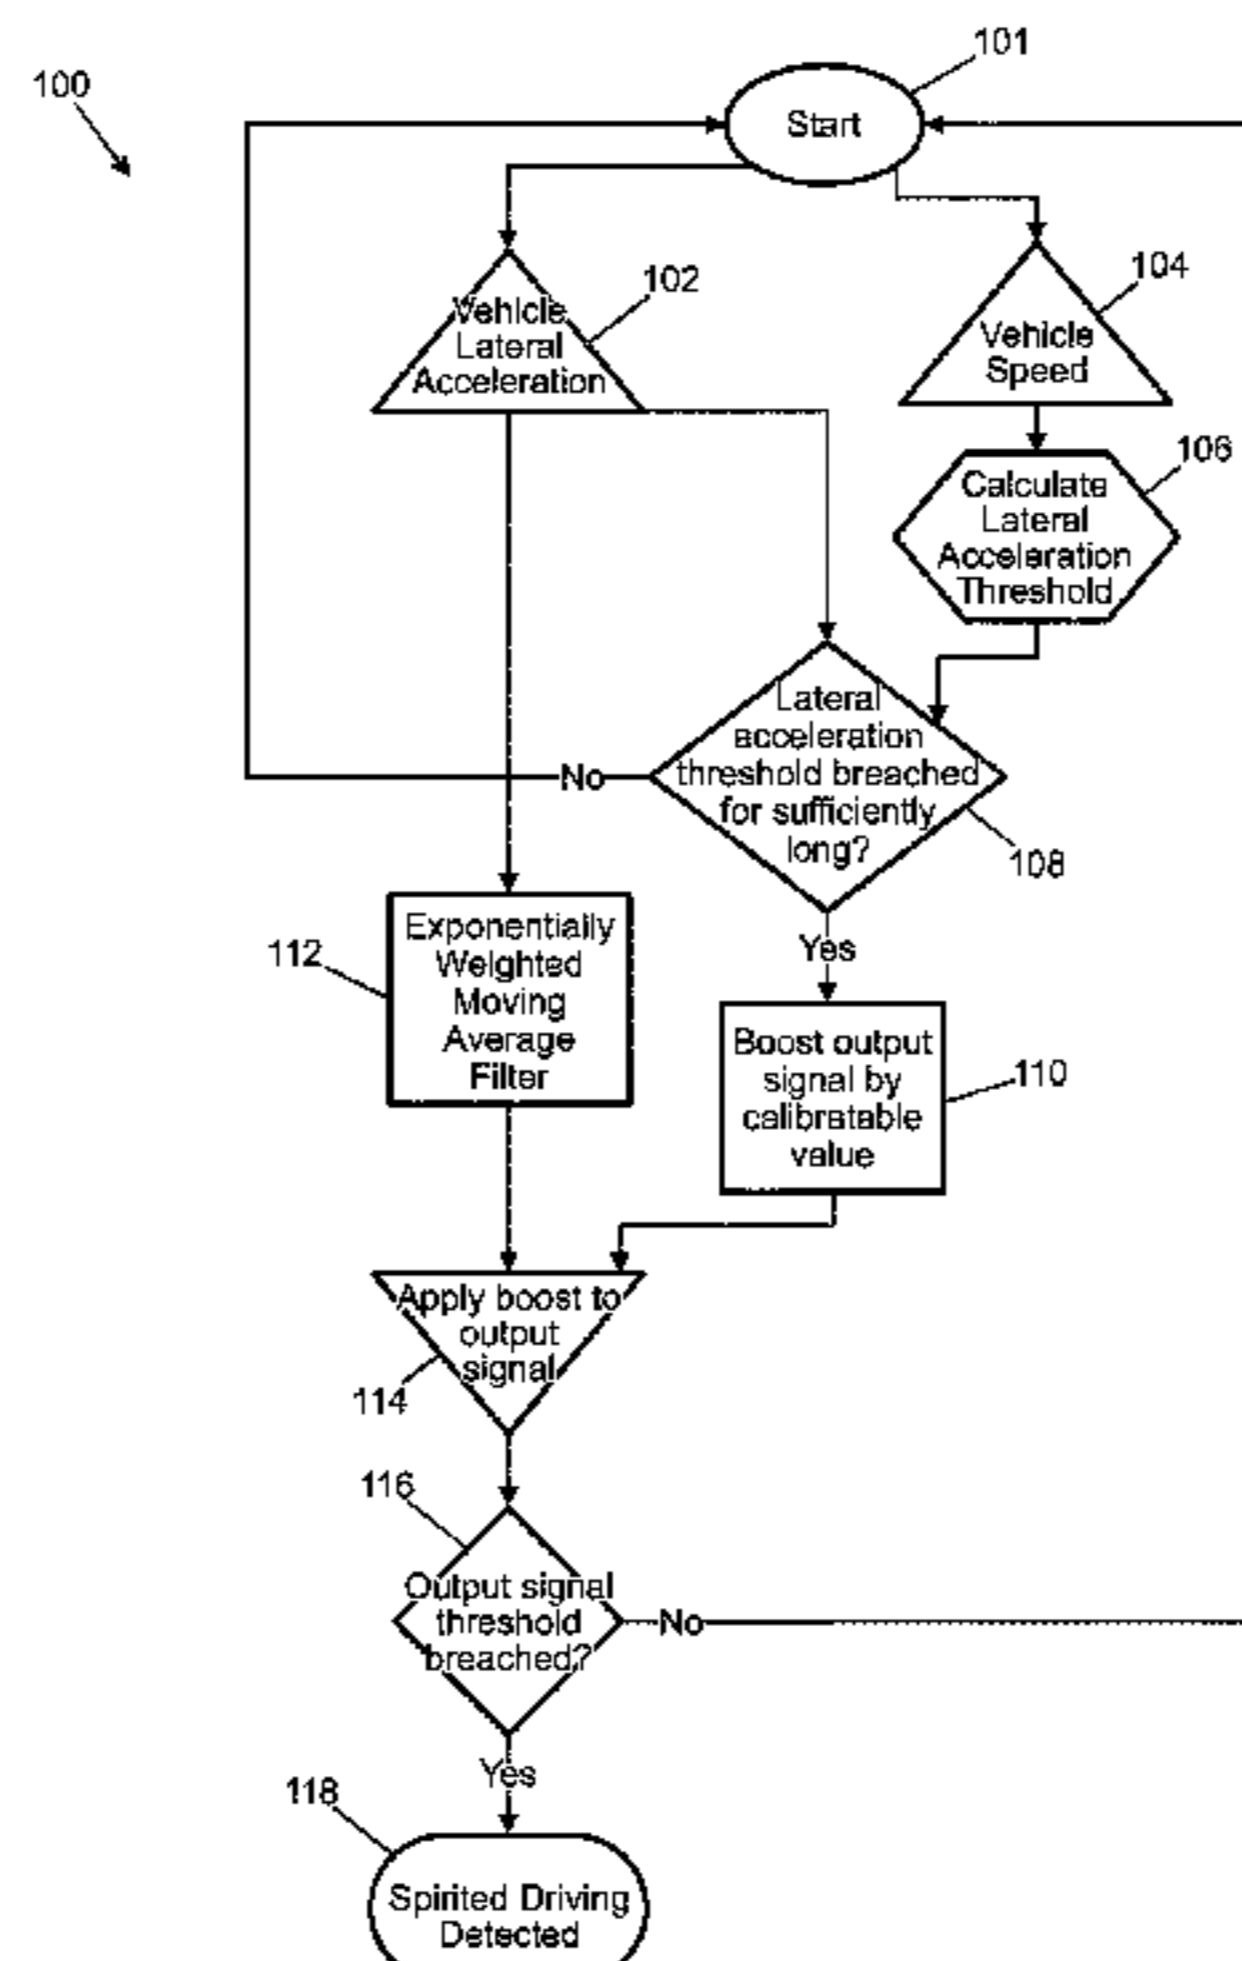 100
101
Start
102
Vehicle
Lateral
Acceleration
104
Vehicle
Speed
106
Calculate
Lateral
Acceleration
Threshold
Lateral
acceleration
threshold breached
for sufficiently
long?
No
108
Yes
112
Exponentially
Weighted
Moving
Average
Filter
Boost output
signal by
calibratable
value
110
Apply boost to
output
signal
114
116
Output signal
threshold
breached?
No
Yes
118
Spirited Driving
Detected